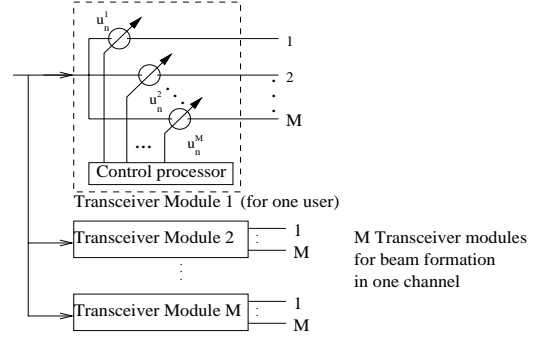 u_n^1
1
u_n^2
2
M
u_n^M
...
Control processor
Transceiver Module 1 (for one user)
Transceiver Module 2
1
M
M Transceiver modules
for beam formation
in one channel
Transceiver Module M
1
M